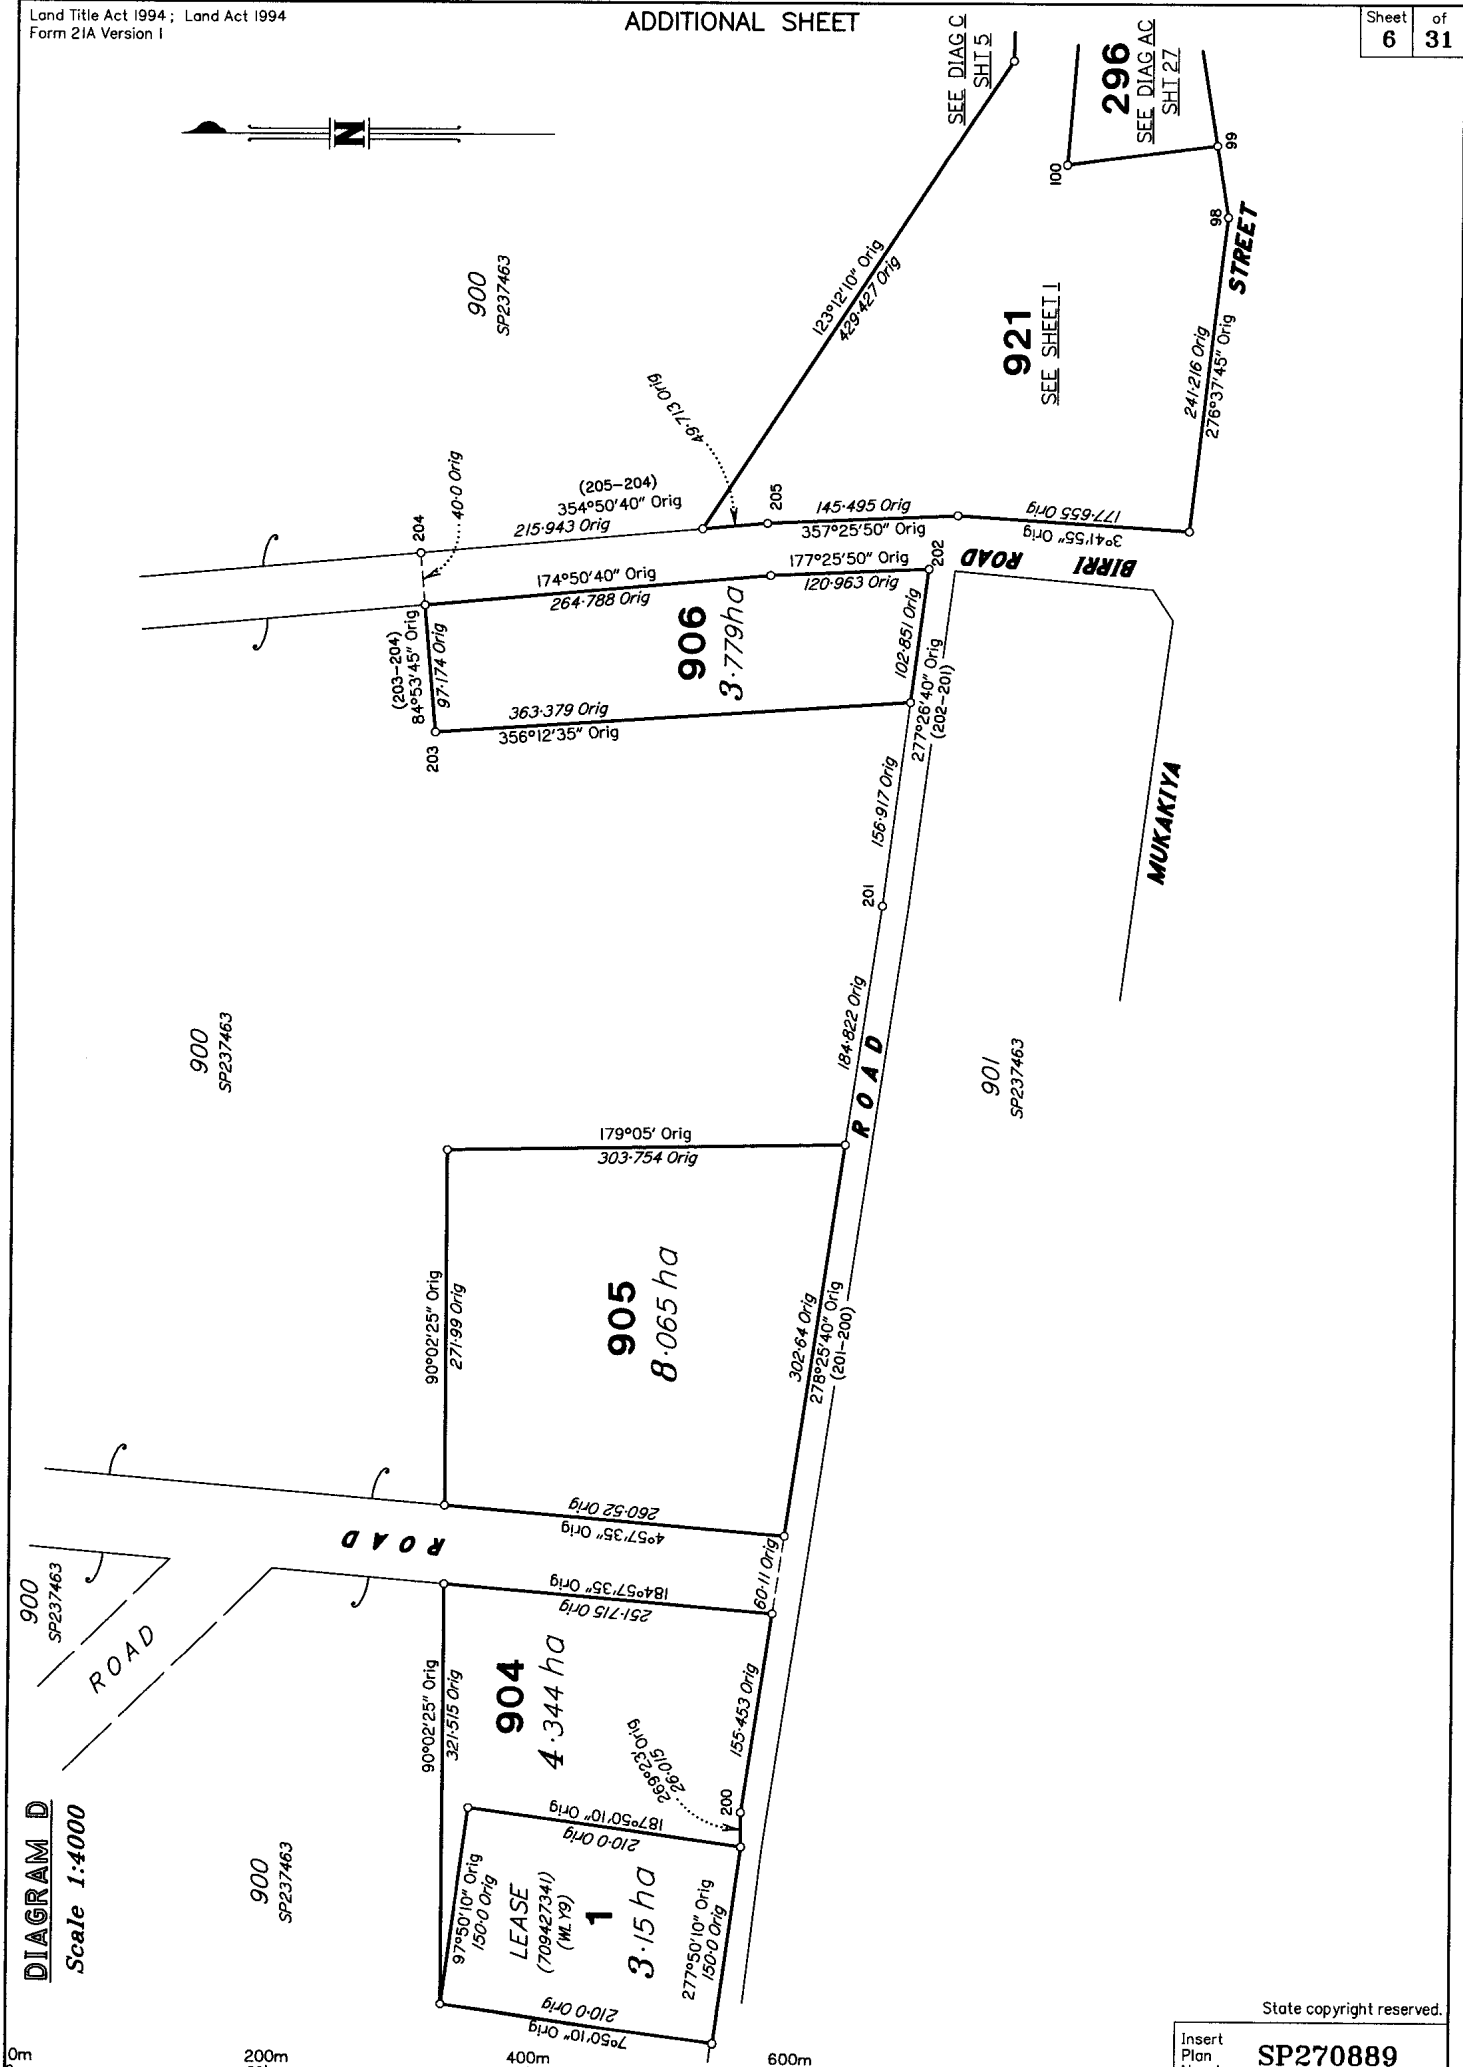 Land Title Act 1994 ; Land Act 1994
Form 21A Version 1
ADDITIONAL SHEET
Sheet
6
of
31
N
SEE DIAG C
SHT 5
296
SEE DIAG AC
SHT 27
99
100
98
STREET
900
SP237463
123°12'10" Orig
429·427 Orig
921
SEE SHEET 1
241·216 Orig
276°37'45" Orig
49·713 Orig
40·0 Orig
204
(205-204)
354°50'40" Orig
215·943 Orig
205
145·495 Orig
357°25'50" Orig
177·655 Orig
3°41'55" Orig
BIRRI ROAD
202
174°50'40" Orig
264·788 Orig
177°25'50" Orig
120·963 Orig
906
3·779ha
102·851 Orig
(203-204)
84°53'45" Orig
97·174 Orig
203
363·379 Orig
356°12'35" Orig
277°26'40" Orig
(202-201)
156·917 Orig
201
MUKAKIYA
184·822 Orig
ROAD
900
SP237463
901
SP237463
179°05' Orig
303·754 Orig
90°02'25" Orig
271·99 Orig
905
8·065 ha
302·64 Orig
278°25'40" Orig
(201-200)
260·52 Orig
4°57'35" Orig
ROAD
60·11 Orig
184°57'35" Orig
251·715 Orig
900
SP237463
ROAD
90°02'25" Orig
321·515 Orig
904
4·344 ha
155·453 Orig
269°23' Orig
26·015
200
187°50'10" Orig
210·0 Orig
97°50'10" Orig
150·0 Orig
LEASE
(709427341)
(WLY9)
1
3·15 ha
277°50'10" Orig
150·0 Orig
210·0 Orig
7°50'10" Orig
900
SP237463
DIAGRAM D
Scale 1:4000
0m
200m
400m
600m
State copyright reserved.
Insert
Plan
SP270889